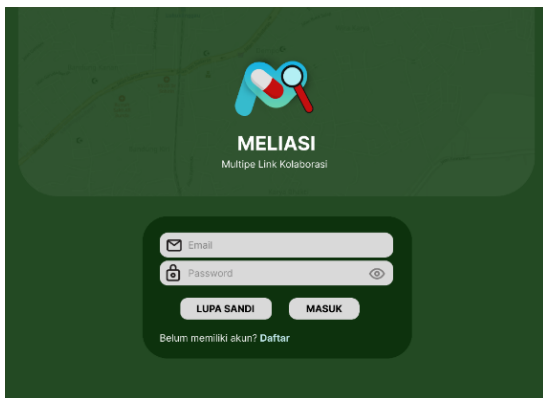 MELIASI
Multipe Link Kolaborasi
Email
Password
LUPA SANDI MASUK
Belum memiliki akun? Daftar